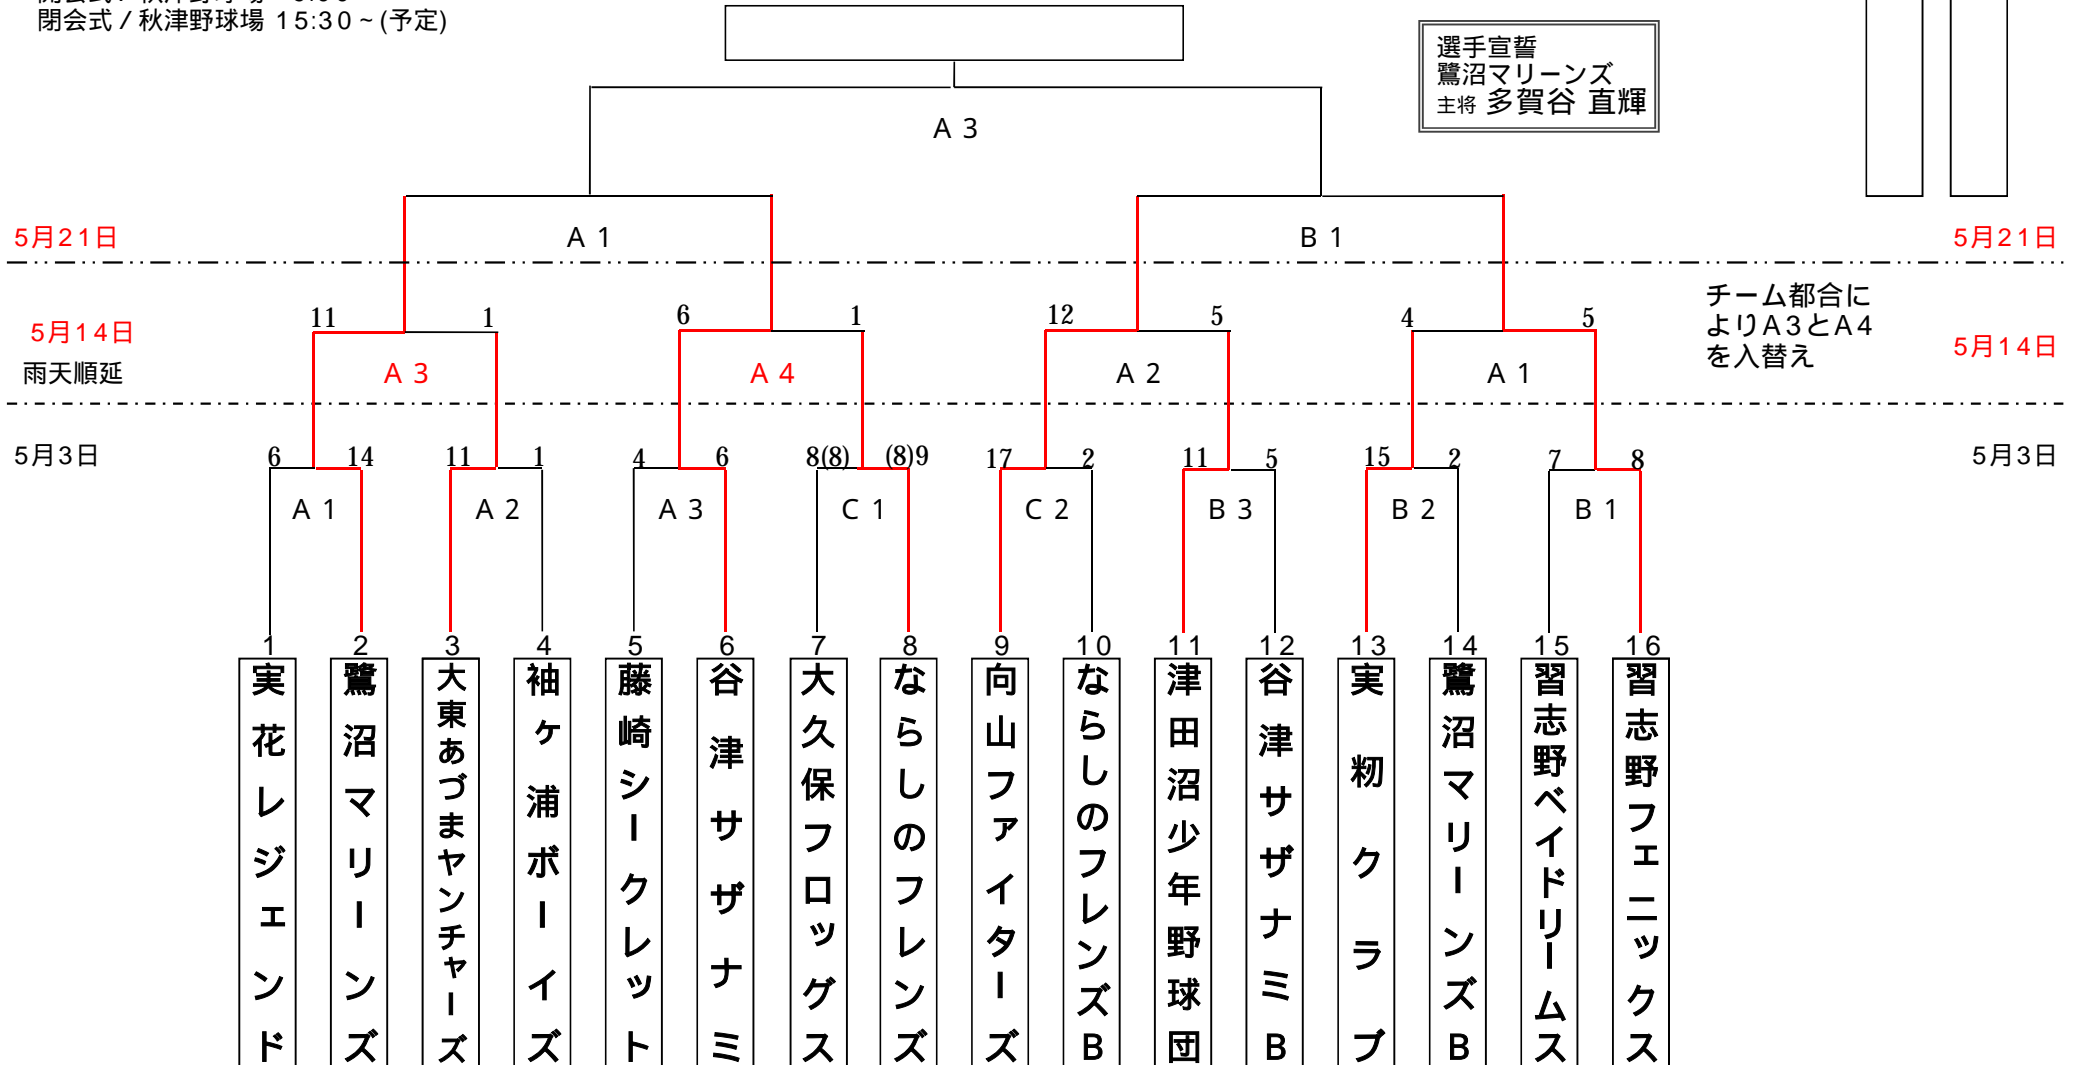 閉会式 / 秋津野球場 15:30 ~ (予定)
選手宣誓
鷺沼マリーンズ
主将 多賀谷 直輝
A 3
5月21日
A 1
B 1
5月21日
チーム都合に
よりA3とA4
を入替え
5月14日
雨天順延
11
1
6
1
12
5
4
5
A 3
A 4
A 2
A 1
5月14日
5月3日
6
14
11
1
4
6
8(8)
(8)9
17
2
11
5
15
2
7
8
5月3日
A 1
A 2
A 3
C 1
C 2
B 3
B 2
B 1
1
2
3
4
5
6
7
8
9
10
11
12
13
14
15
16
実花レジェンド
鷺沼マリーンズ
大東あづまヤンチャーズ
袖ヶ浦ボーイズ
藤崎シークレット
谷津サザナミ
大久保フロッグス
ならしのフレンズ
向山ファイターズ
ならしのフレンズB
津田沼少年野球団
谷津サザナミB
実籾クラブ
鷺沼マリーンズB
習志野ベイドリームス
習志野フェニックス